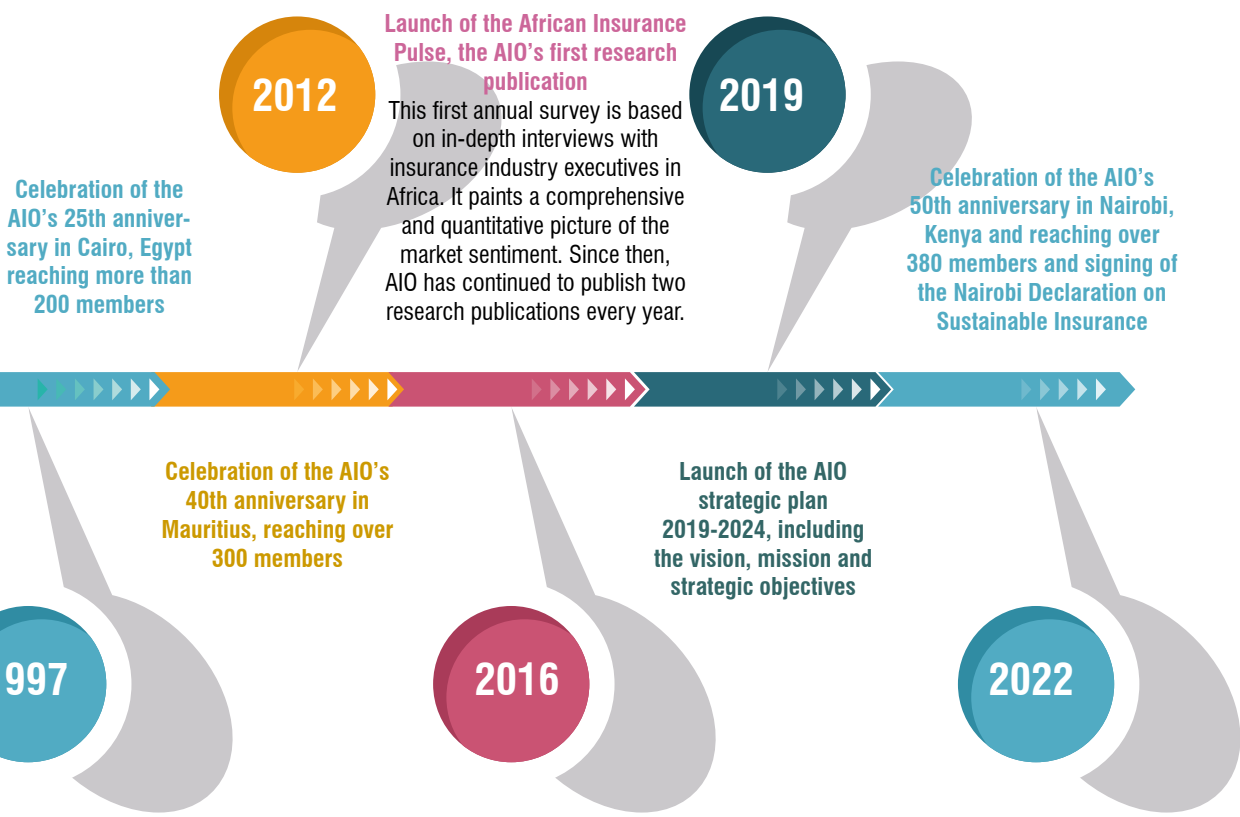 Celebration of the
AIO's 25th anniver-
sary in Cairo, Egypt
reaching more than
200 members
997
2012
Celebration of the AIO's
40th anniversary in
Mauritius, reaching over
300 members
Launch of the African Insurance
Pulse, the AIO's first research
publication
This first annual survey is based
on in-depth interviews with
insurance industry executives in
Africa. It paints a comprehensive
and quantitative picture of the
market sentiment. Since then,
AIO has continued to publish two
research publications every year.
2016
2019
Launch of the AIO
strategic plan
2019-2024, including
the vision, mission and
strategic objectives
Celebration of the AIO's
50th anniversary in Nairobi,
Kenya and reaching over
380 members and signing of
the Nairobi Declaration on
Sustainable Insurance
2022